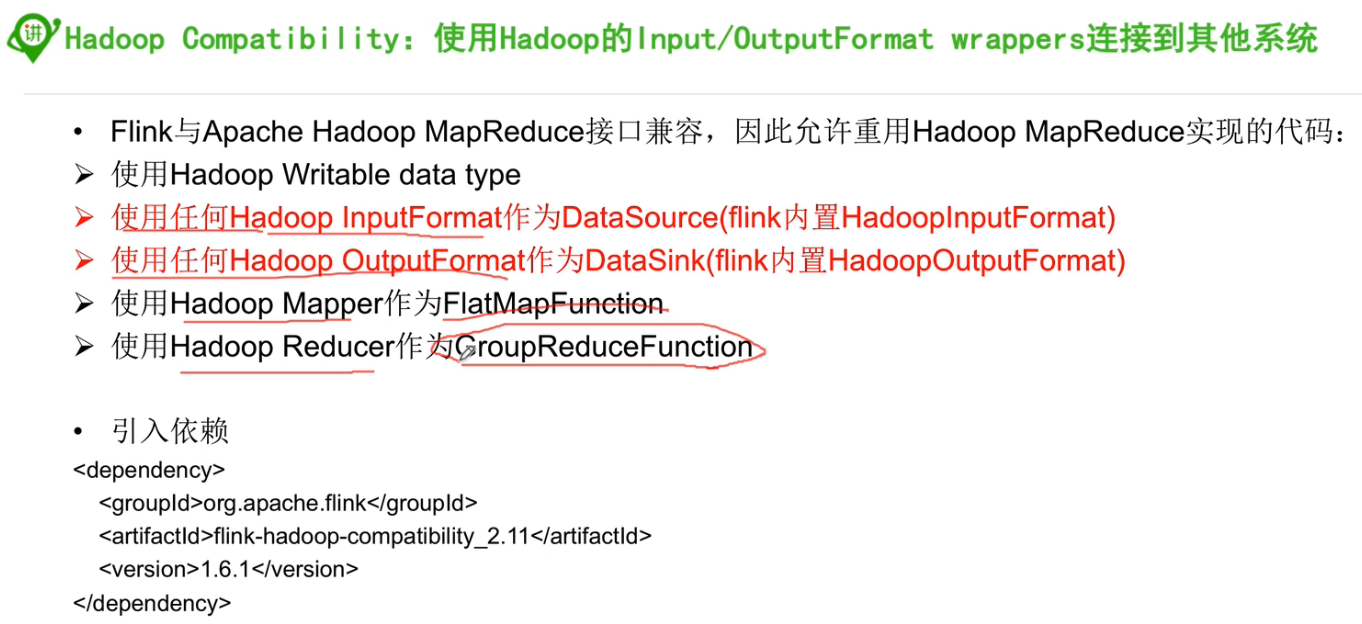 讲
Hadoop Compatibility：使用Hadoop的Input/OutputFormat wrappers连接到其他系统
• Flink与Apache Hadoop MapReduce接口兼容，因此允许重用Hadoop MapReduce实现的代码：
➢ 使用Hadoop Writable data type
➢ 使用任何Hadoop InputFormat作为DataSource(flink内置HadoopInputFormat)
➢ 使用任何Hadoop OutputFormat作为DataSink(flink内置HadoopOutputFormat)
➢ 使用Hadoop Mapper作为FlatMapFunction
➢ 使用Hadoop Reducer作为GroupReduceFunction
• 引入依赖
<dependency>
<groupId>org.apache.flink</groupId>
<artifactId>flink-hadoop-compatibility_2.11</artifactId>
<version>1.6.1</version>
</dependency>